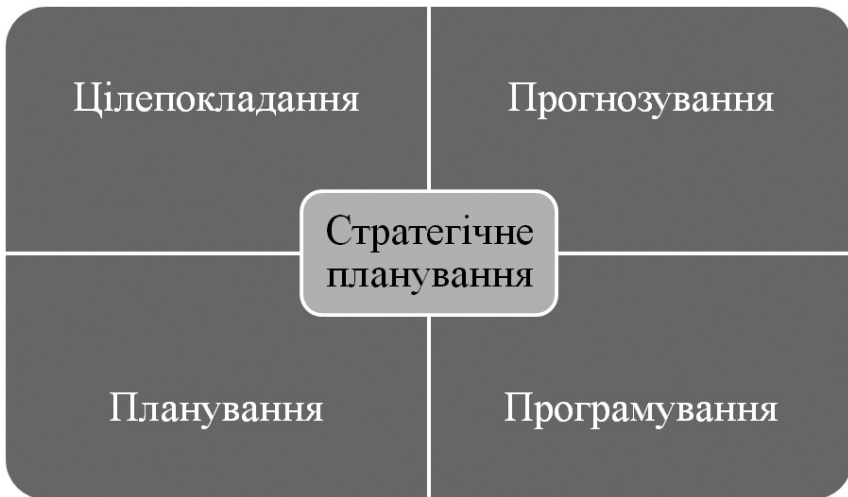 Цілепокладання
Прогнозування
Стратегічне
планування
Планування
Програмування